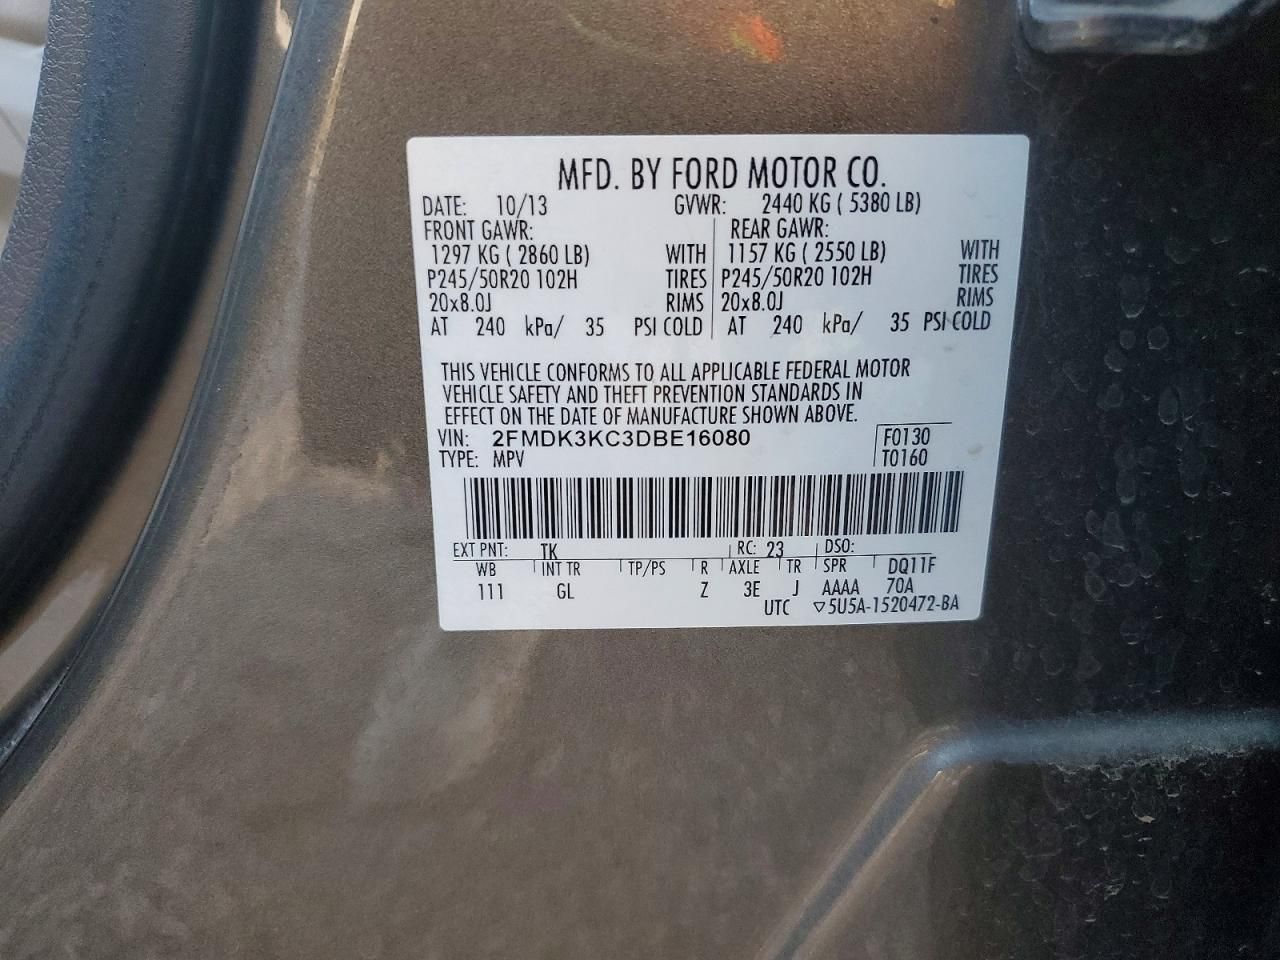 MFD. BY FORD MOTOR CO.
DATE: 10/13 GVWR: 2440 KG ( 5380 LB)
FRONT GAWR: REAR GAWR:
1297 KG ( 2860 LB) WITH 1157 KG ( 2550 LB) WITH
P245/50R20 102H TIRES P245/50R20 102H TIRES
20x8.0J RIMS 20x8.0J RIMS
AT 240 kPa/ 35 PSI COLD AT 240 kPa/ 35 PSI COLD
THIS VEHICLE CONFORMS TO ALL APPLICABLE FEDERAL MOTOR
VEHICLE SAFETY AND THEFT PREVENTION STANDARDS IN
EFFECT ON THE DATE OF MANUFACTURE SHOWN ABOVE.
VIN: 2FMDK3KC3DBE16080 F0130
TYPE: MPV T0160
EXT PNT: TK RC: 23 DSO:
WB INT TR TP/PS R AXLE TR SPR DQ11F
111 GL Z 3E J AAAA 70A
UTC ▽5U5A-1520472-BA